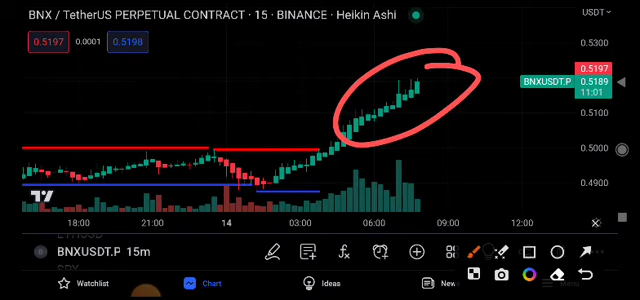 BNX / TetherUS PERPETUAL CONTRACT · 15 · BINANCE · Heikin Ashi
USDT
0.5197 0.0001 0.5198
0.5300
0.5197
BNXUSDT.P 0.5189
11:01
0.5100
0.5000
0.4900
18:00 21:00 14 03:00 06:00 09:00 12:00
BNXUSDT.P 15m
Watchlist Chart Ideas New Menu